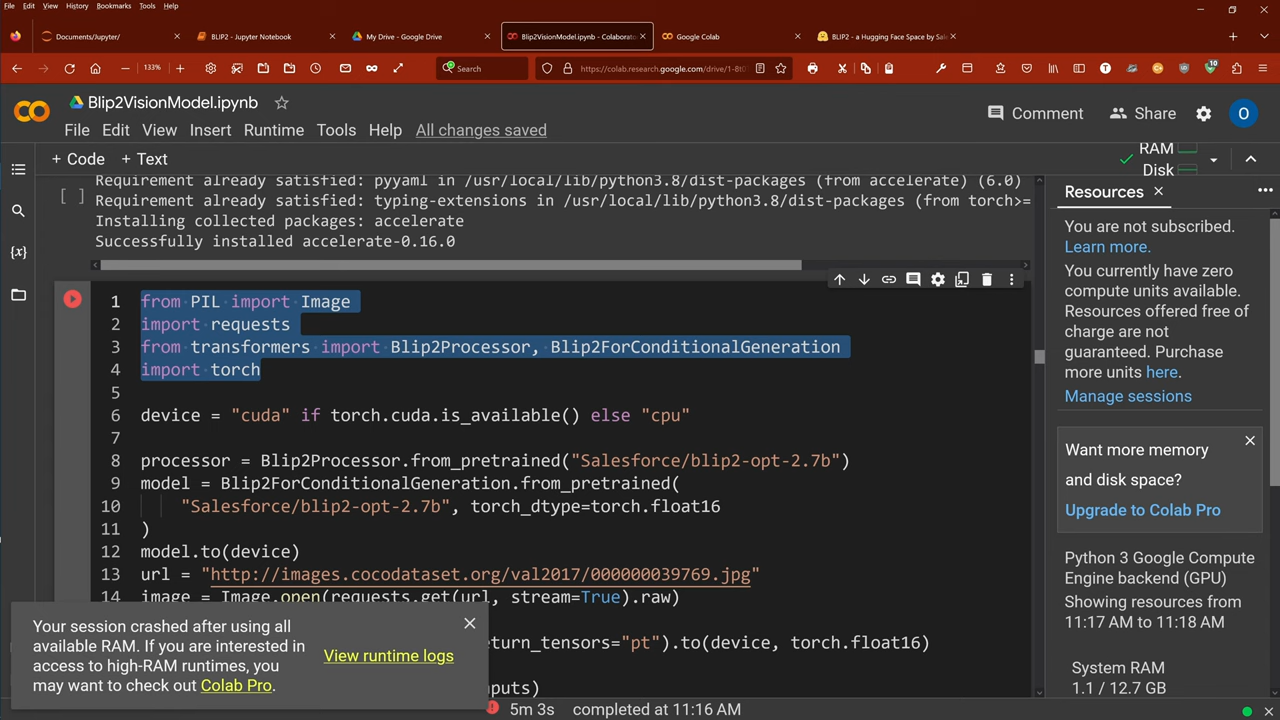 File Edit View History Bookmarks Tools Help
Documents/Jupyter/
BLIP2 - Jupyter Notebook
My Drive - Google Drive
Blip2VisionModel.ipynb - Colaborato
Google Colab
BLIP2 - a Hugging Face Space by Sal
133%
Search
https://colab.research.google.com/drive/1-8t0
10
Blip2VisionModel.ipynb
Comment
Share
O
File Edit View Insert Runtime Tools Help All changes saved
+ Code + Text
RAM
Disk
Requirement already satisfied: pyyaml in /usr/local/lib/python3.8/dist-packages (from accelerate) (6.0)
[ ]
Requirement already satisfied: typing-extensions in /usr/local/lib/python3.8/dist-packages (from torch>=
Installing collected packages: accelerate
Successfully installed accelerate-0.16.0
1 from PIL import Image
2 import requests
3 from transformers import Blip2Processor, Blip2ForConditionalGeneration
4 import torch
5
6 device = "cuda" if torch.cuda.is_available() else "cpu"
7
8 processor = Blip2Processor.from_pretrained("Salesforce/blip2-opt-2.7b")
9 model = Blip2ForConditionalGeneration.from_pretrained(
10 "Salesforce/blip2-opt-2.7b", torch_dtype=torch.float16
11 )
12 model.to(device)
13 url = "http://images.cocodataset.org/val2017/000000039769.jpg"
14 image = Image.open(requests.get(url, stream=True).raw)
eturn_tensors="pt").to(device, torch.float16)
nputs)
Your session crashed after using all
available RAM. If you are interested in
access to high-RAM runtimes, you
may want to check out Colab Pro.
View runtime logs
5m 3s completed at 11:16 AM
Resources
You are not subscribed.
Learn more.
You currently have zero
compute units available.
Resources offered free of
charge are not
guaranteed. Purchase
more units here.
Manage sessions
Want more memory
and disk space?
Upgrade to Colab Pro
Python 3 Google Compute
Engine backend (GPU)
Showing resources from
11:17 AM to 11:18 AM
System RAM
1.1 / 12.7 GB